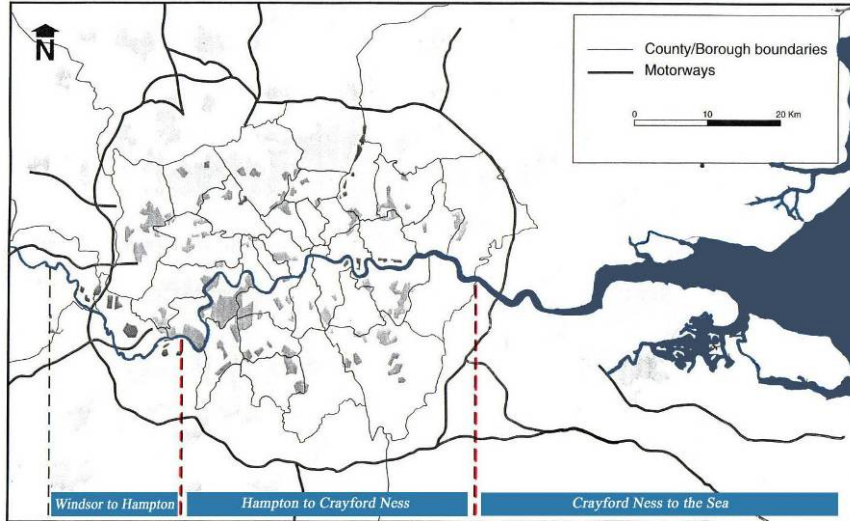 N
County/Borough boundaries
Motorways
0 10 20 Km
Windsor to Hampton
Hampton to Crayford Ness
Crayford Ness to the Sea